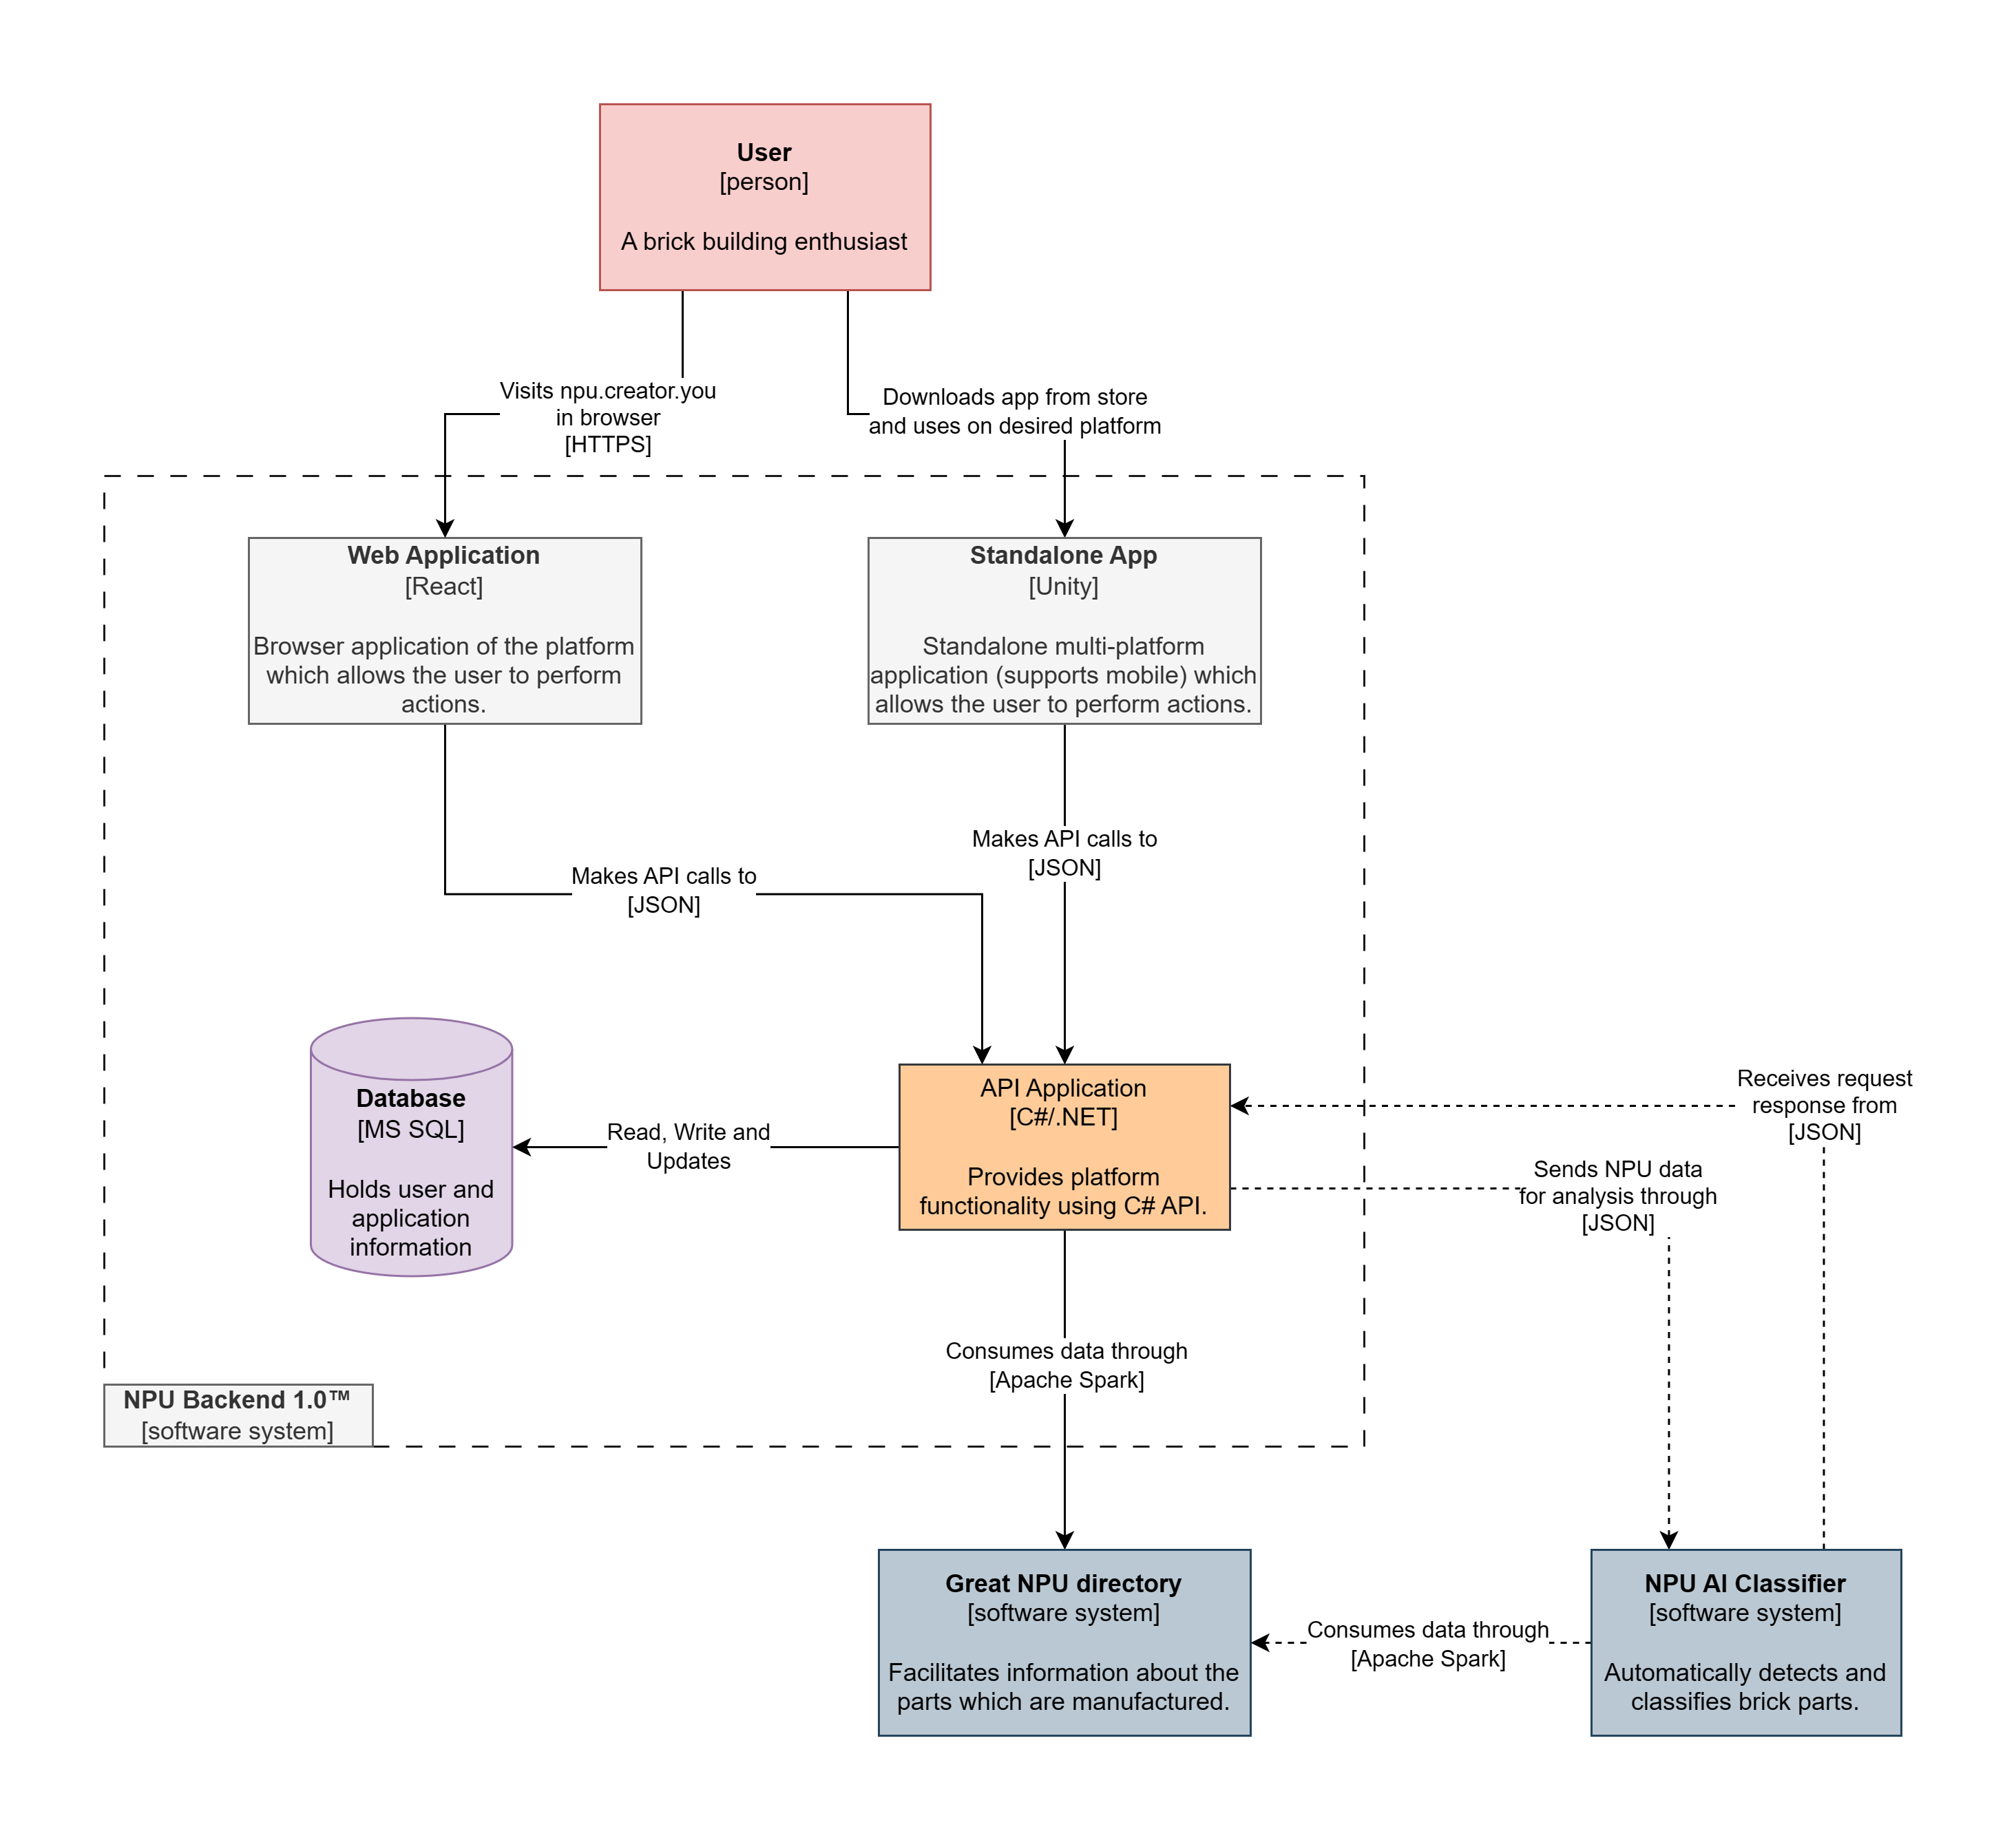 User
[person]
A brick building enthusiast
Visits npu.creator.you
in browser
[HTTPS]
Downloads app from store
and uses on desired platform
Web Application
[React]
Browser application of the platform
which allows the user to perform
actions.
Standalone App
[Unity]
Standalone multi-platform
application (supports mobile) which
allows the user to perform actions.
Makes API calls to
[JSON]
Makes API calls to
[JSON]
Database
[MS SQL]
Holds user and
application
information
Read, Write and
Updates
API Application
[C#/.NET]
Provides platform
functionality using C# API.
Receives request
response from
[JSON]
Sends NPU data
for analysis through
[JSON]
Consumes data through
[Apache Spark]
NPU Backend 1.0™
[software system]
Great NPU directory
[software system]
Facilitates information about the
parts which are manufactured.
Consumes data through
[Apache Spark]
NPU AI Classifier
[software system]
Automatically detects and
classifies brick parts.